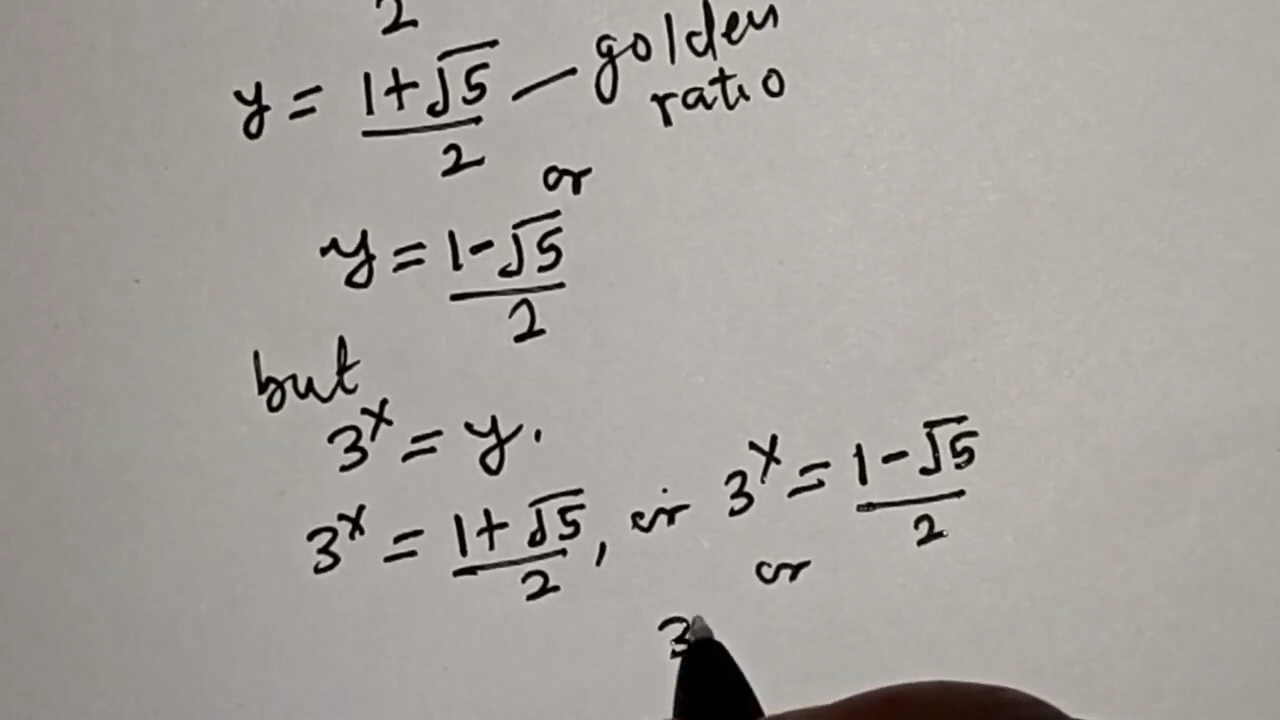 2
y = (1+√5)/2 — golden ratio
or
y = (1-√5)/2
but
3^x = y.
3^x = (1+√5)/2, or 3^x = (1-√5)/2
or
3